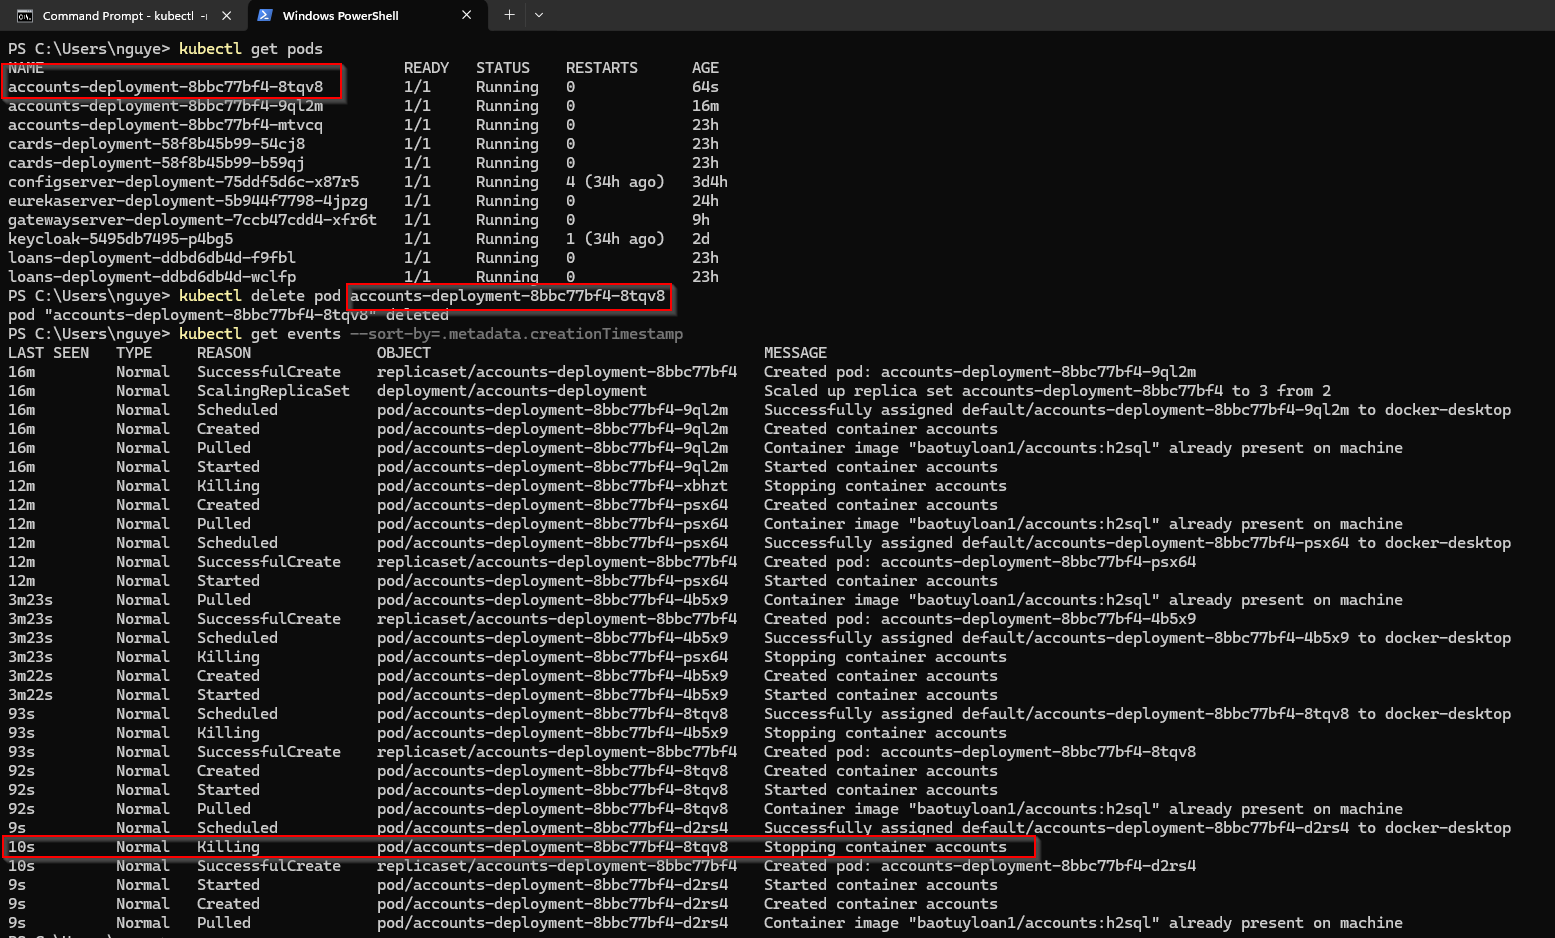 Command Prompt - kubectl -
Windows PowerShell
PS C:\Users\nguye> kubectl get pods
NAME READY STATUS RESTARTS AGE
accounts-deployment-8bbc77bf4-8tqv8 1/1 Running 0 64s
accounts-deployment-8bbc77bf4-9ql2m 1/1 Running 0 16m
accounts-deployment-8bbc77bf4-mtvcq 1/1 Running 0 23h
cards-deployment-58f8b45b99-54cj8 1/1 Running 0 23h
cards-deployment-58f8b45b99-b59qj 1/1 Running 0 23h
configserver-deployment-75ddf5d6c-x87r5 1/1 Running 4 (34h ago) 3d4h
eurekaserver-deployment-5b944f7798-4jpzg 1/1 Running 0 24h
gatewayserver-deployment-7ccb47cdd4-xfr6t 1/1 Running 0 9h
keycloak-5495db7495-p4bg5 1/1 Running 1 (34h ago) 2d
loans-deployment-ddbd6db4d-f9fbl 1/1 Running 0 23h
loans-deployment-ddbd6db4d-wclfp 1/1 Running 0 23h
PS C:\Users\nguye> kubectl delete pod accounts-deployment-8bbc77bf4-8tqv8
pod "accounts-deployment-8bbc77bf4-8tqv8" deleted
PS C:\Users\nguye> kubectl get events --sort-by=.metadata.creationTimestamp
LAST SEEN TYPE REASON OBJECT MESSAGE
16m Normal SuccessfulCreate replicaset/accounts-deployment-8bbc77bf4 Created pod: accounts-deployment-8bbc77bf4-9ql2m
16m Normal ScalingReplicaSet deployment/accounts-deployment Scaled up replica set accounts-deployment-8bbc77bf4 to 3 from 2
16m Normal Scheduled pod/accounts-deployment-8bbc77bf4-9ql2m Successfully assigned default/accounts-deployment-8bbc77bf4-9ql2m to docker-desktop
16m Normal Created pod/accounts-deployment-8bbc77bf4-9ql2m Created container accounts
16m Normal Pulled pod/accounts-deployment-8bbc77bf4-9ql2m Container image "baotuyloan1/accounts:h2sql" already present on machine
16m Normal Started pod/accounts-deployment-8bbc77bf4-9ql2m Started container accounts
12m Normal Killing pod/accounts-deployment-8bbc77bf4-xbhzt Stopping container accounts
12m Normal Created pod/accounts-deployment-8bbc77bf4-psx64 Created container accounts
12m Normal Pulled pod/accounts-deployment-8bbc77bf4-psx64 Container image "baotuyloan1/accounts:h2sql" already present on machine
12m Normal Scheduled pod/accounts-deployment-8bbc77bf4-psx64 Successfully assigned default/accounts-deployment-8bbc77bf4-psx64 to docker-desktop
12m Normal SuccessfulCreate replicaset/accounts-deployment-8bbc77bf4 Created pod: accounts-deployment-8bbc77bf4-psx64
12m Normal Started pod/accounts-deployment-8bbc77bf4-psx64 Started container accounts
3m23s Normal Pulled pod/accounts-deployment-8bbc77bf4-4b5x9 Container image "baotuyloan1/accounts:h2sql" already present on machine
3m23s Normal SuccessfulCreate replicaset/accounts-deployment-8bbc77bf4 Created pod: accounts-deployment-8bbc77bf4-4b5x9
3m23s Normal Scheduled pod/accounts-deployment-8bbc77bf4-4b5x9 Successfully assigned default/accounts-deployment-8bbc77bf4-4b5x9 to docker-desktop
3m23s Normal Killing pod/accounts-deployment-8bbc77bf4-psx64 Stopping container accounts
3m22s Normal Created pod/accounts-deployment-8bbc77bf4-4b5x9 Created container accounts
3m22s Normal Started pod/accounts-deployment-8bbc77bf4-4b5x9 Started container accounts
93s Normal Scheduled pod/accounts-deployment-8bbc77bf4-8tqv8 Successfully assigned default/accounts-deployment-8bbc77bf4-8tqv8 to docker-desktop
93s Normal Killing pod/accounts-deployment-8bbc77bf4-4b5x9 Stopping container accounts
93s Normal SuccessfulCreate replicaset/accounts-deployment-8bbc77bf4 Created pod: accounts-deployment-8bbc77bf4-8tqv8
92s Normal Created pod/accounts-deployment-8bbc77bf4-8tqv8 Created container accounts
92s Normal Started pod/accounts-deployment-8bbc77bf4-8tqv8 Started container accounts
92s Normal Pulled pod/accounts-deployment-8bbc77bf4-8tqv8 Container image "baotuyloan1/accounts:h2sql" already present on machine
9s Normal Scheduled pod/accounts-deployment-8bbc77bf4-d2rs4 Successfully assigned default/accounts-deployment-8bbc77bf4-d2rs4 to docker-desktop
10s Normal Killing pod/accounts-deployment-8bbc77bf4-8tqv8 Stopping container accounts
10s Normal SuccessfulCreate replicaset/accounts-deployment-8bbc77bf4 Created pod: accounts-deployment-8bbc77bf4-d2rs4
9s Normal Started pod/accounts-deployment-8bbc77bf4-d2rs4 Started container accounts
9s Normal Created pod/accounts-deployment-8bbc77bf4-d2rs4 Created container accounts
9s Normal Pulled pod/accounts-deployment-8bbc77bf4-d2rs4 Container image "baotuyloan1/accounts:h2sql" already present on machine